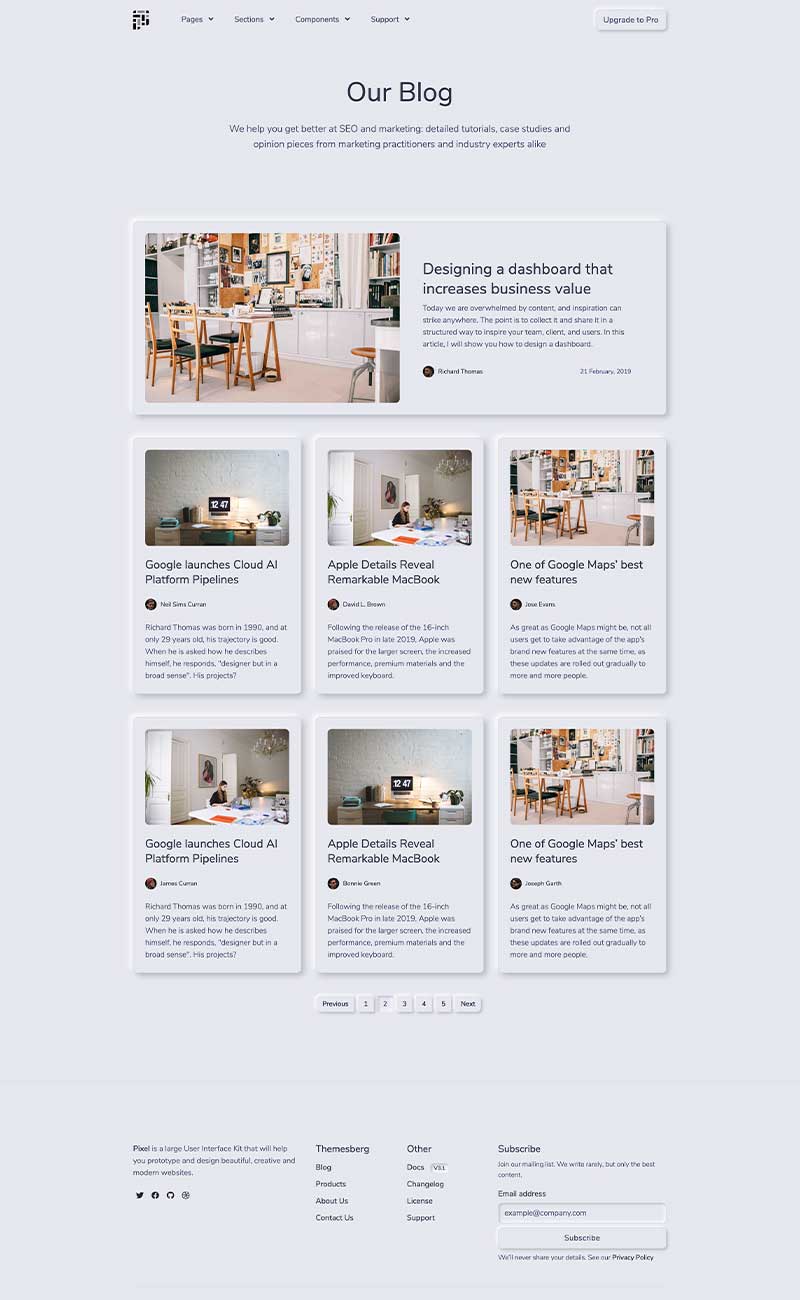 Pages
Sections
Components
Support
Upgrade to Pro
Our Blog
We help you get better at SEO and marketing: detailed tutorials, case studies and
opinion pieces from marketing practitioners and industry experts alike
Designing a dashboard that
increases business value
Today we are overwhelmed by content, and inspiration can
strike anywhere. The point is to collect it and share it in a
structured way to inspire your team, client, and users. In this
article, I will show you how to design a dashboard.
Richard Thomas
21 February, 2019
12 47
Google launches Cloud AI
Platform Pipelines
Neil Sims Curran
Richard Thomas was born in 1990, and at
only 29 years old, his trajectory is good.
When he is asked how he describes
himself, he responds, "designer but in a
broad sense". His projects?
Apple Details Reveal
Remarkable MacBook
David L. Brown
Following the release of the 16-inch
MacBook Pro in late 2019, Apple was
praised for the larger screen, the increased
performance, premium materials and the
improved keyboard.
One of Google Maps' best
new features
Jose Evans
As great as Google Maps might be, not all
users get to take advantage of the app's
brand new features at the same time, as
these updates are rolled out gradually to
more and more people.
Google launches Cloud AI
Platform Pipelines
James Curran
Richard Thomas was born in 1990, and at
only 29 years old, his trajectory is good.
When he is asked how he describes
himself, he responds, "designer but in a
broad sense". His projects?
12 47
Apple Details Reveal
Remarkable MacBook
Bonnie Green
Following the release of the 16-inch
MacBook Pro in late 2019, Apple was
praised for the larger screen, the increased
performance, premium materials and the
improved keyboard.
One of Google Maps' best
new features
Joseph Garth
As great as Google Maps might be, not all
users get to take advantage of the app's
brand new features at the same time, as
these updates are rolled out gradually to
more and more people.
Previous 1 2 3 4 5 Next
Pixel is a large User Interface Kit that will help
you prototype and design beautiful, creative and
modern websites.
Themesberg
Blog
Products
About Us
Contact Us
Other
Docs v3.1
Changelog
License
Support
Subscribe
Join our mailing list. We write rarely, but only the best
content.
Email address
example@company.com
Subscribe
We'll never share your details. See our Privacy Policy